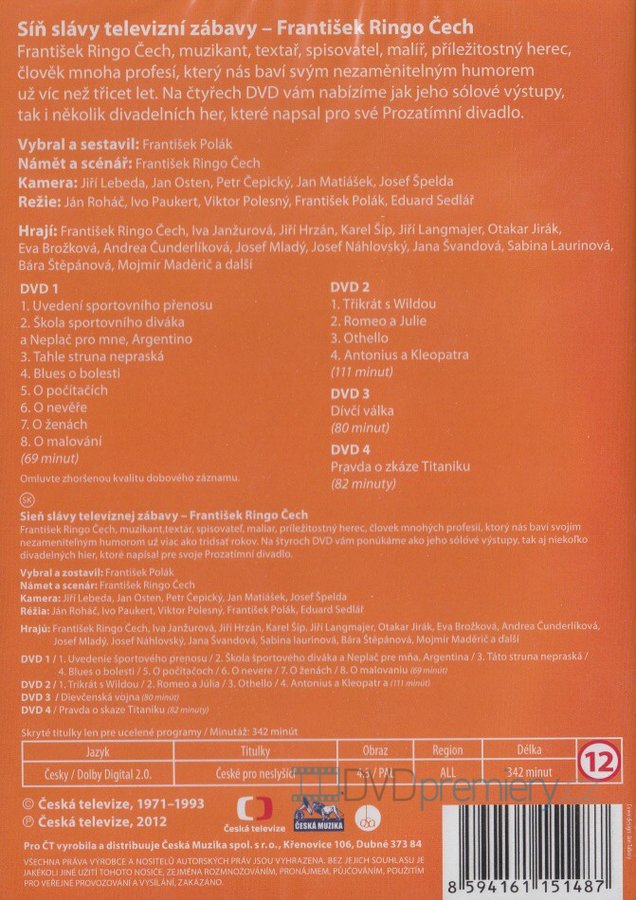 Síň slávy televizní zábavy – František Ringo Čech
František Ringo Čech, muzikant, textař, spisovatel, malíř, příležitostný herec,
člověk mnoha profesí, který nás baví svým nezaměnitelným humorem
už víc než třicet let. Na čtyřech DVD vám nabízíme jak jeho sólové výstupy,
tak i několik divadelních her, které napsal pro své Prozatímní divadlo.
Vybral a sestavil: František Polák
Námět a scénář: František Ringo Čech
Kamera: Jiří Lebeda, Jan Osten, Petr Čepický, Jan Matiášek, Josef Špelda
Režie: Ján Roháč, Ivo Paukert, Viktor Polesný, František Polák, Eduard Sedlář
Hrají: František Ringo Čech, Iva Janžurová, Jiří Hrzán, Karel Šíp, Jiří Langmajer, Otakar Jirák,
Eva Brožková, Andrea Čunderlíková, Josef Mladý, Josef Náhlovský, Jana Švandová, Sabina Laurinová,
Bára Štěpánová, Mojmír Maděrič a další
DVD 1
1. Uvedení sportovního přenosu
2. Škola sportovního diváka
a Neplač pro mne, Argentino
3. Tahle struna nepraská
4. Blues o bolesti
5. O počítačích
6. O nevěře
7. O ženách
8. O malování
(69 minut)
Omluvte zhoršenou kvalitu dobového záznamu.
DVD 2
1. Třikrát s Wildou
2. Romeo a Julie
3. Othello
4. Antonius a Kleopatra
(111 minut)
DVD 3
Dívčí válka
(80 minut)
DVD 4
Pravda o zkáze Titaniku
(82 minuty)
SK
Sieň slávy televíznej zábavy – František Ringo Čech
František Ringo Čech, muzikant,textár, spisovateľ, maliar, príležitostný herec, človek mnohých profesií, ktorý nás baví svojím
nezameniteľným humorom už viac ako tridsať rokov. Na štyroch DVD vám ponúkáme ako jeho sólové výstupy, tak aj niekoľko
divadelných hier, ktoré napísal pre svoje Prozatímní divadlo.
Vybral a zostavil: František Polák
Námet a scenár: František Ringo Čech
Kamera: Jiří Lebeda, Jan Osten, Petr Čepický, Jan Matiášek, Josef Špelda
Réžia: Ján Roháč, Ivo Paukert, Viktor Polesný, František Polák, Eduard Sedlář
Hrajú: František Ringo Čech, Iva Janžurová, Jiří Hrzán, Karel Šíp, Jiří Langmajer, Otakar Jirák, Eva Brožková, Andrea Čunderlíková,
Josef Mladý, Josef Náhlovský, Jana Švandová, Sabina laurinová, Bára Štěpánová, Mojmír Maděrič a ďalší
DVD 1 / 1. Uvedenie športového prenosu / 2. Škola športového diváka a Neplač pre mňa, Argentína / 3. Táto struna nepraská /
4. Blues o bolesti / 5. O počítačoch / 6. O nevere / 7. O ženách / 8. O maľovaniu (69 minút)
DVD 2 / 1. Trikrát s Wildou / 2. Romeo a Júlia / 3. Othello / 4. Antonius a Kleopatr a (111 minut)
DVD 3 / Dievčenská vojna (80 minut)
DVD 4 / Pravda o skaze Titaniku (82 minuty)
Skryté titulky len pre ucelené programy / Minutáž: 342 minút
Jazyk Titulky Obraz Region Délka
Česky / Dolby Digital 2.0. České pro neslyšící 4:3 / PAL ALL 342 minut
12
DVDpremiery
© Česká televize, 1971–1993
℗ Česká televize, 2012
Česká televize
ČESKÁ MUZIKA
Pro ČT vyrobila a distribuuje Česká Muzika spol. s r. o., Křenovice 106, Dubné 373 84
VŠECHNA PRÁVA VÝROBCE A NOSITELŮ AUTORSKÝCH PRÁV JSOU VYHRAZENA. BEZ JEJICH SOUHLASU JE
JAKÉKOLI JINÉ UŽITÍ TOHOTO NOSIČE, ZEJMÉNA ROZMNOŽOVÁNÍM, PRONÁJMEM, PŮJČOVÁNÍM, POUŽITÍM
PRO VEŘEJNÉ PROVOZOVÁNÍ A VYSÍLÁNÍ, ZAKÁZÁNO.
8 594161 151487